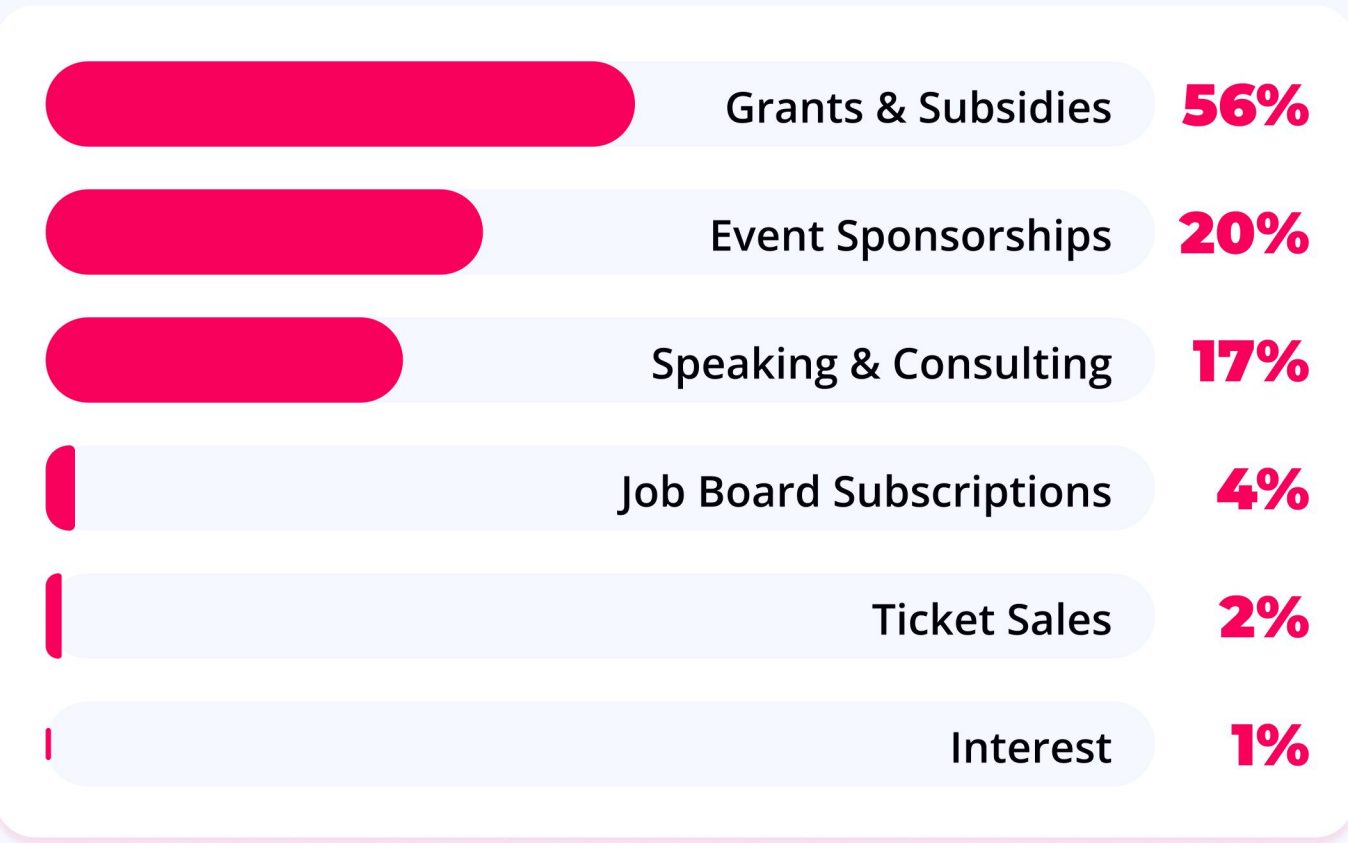 Grants & Subsidies 56%
Event Sponsorships 20%
Speaking & Consulting 17%
Job Board Subscriptions 4%
Ticket Sales 2%
Interest 1%